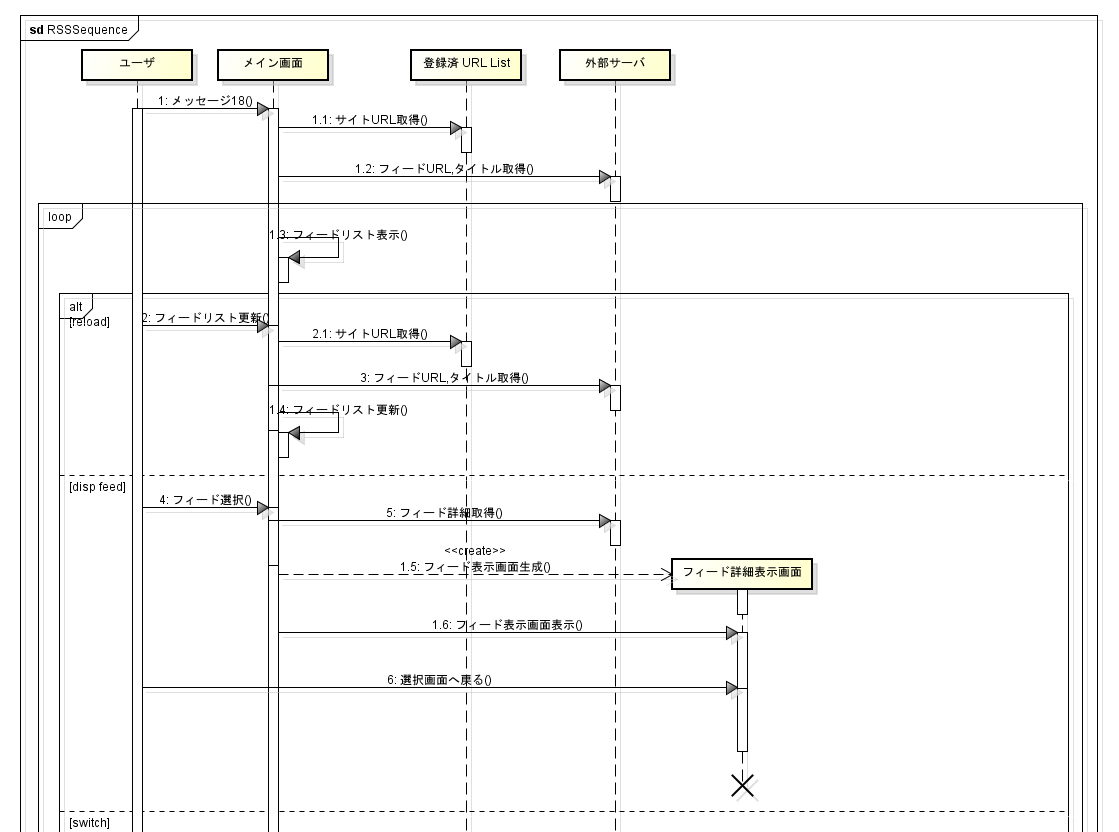 sd RSSSequence
ユーザ
メイン画面
登録済 URL List
外部サーバ
1: メッセージ18()
1.1: サイトURL取得()
1.2: フィードURL,タイトル取得()
loop
1.3: フィードリスト表示()
alt
[reload]
2: フィードリスト更新()
2.1: サイトURL取得()
3: フィードURL,タイトル取得()
1.4: フィードリスト更新()
[disp feed]
4: フィード選択()
5: フィード詳細取得()
<<create>>
1.5: フィード表示画面生成()
フィード詳細表示画面
1.6: フィード表示画面表示()
6: 選択画面へ戻る()
[switch]